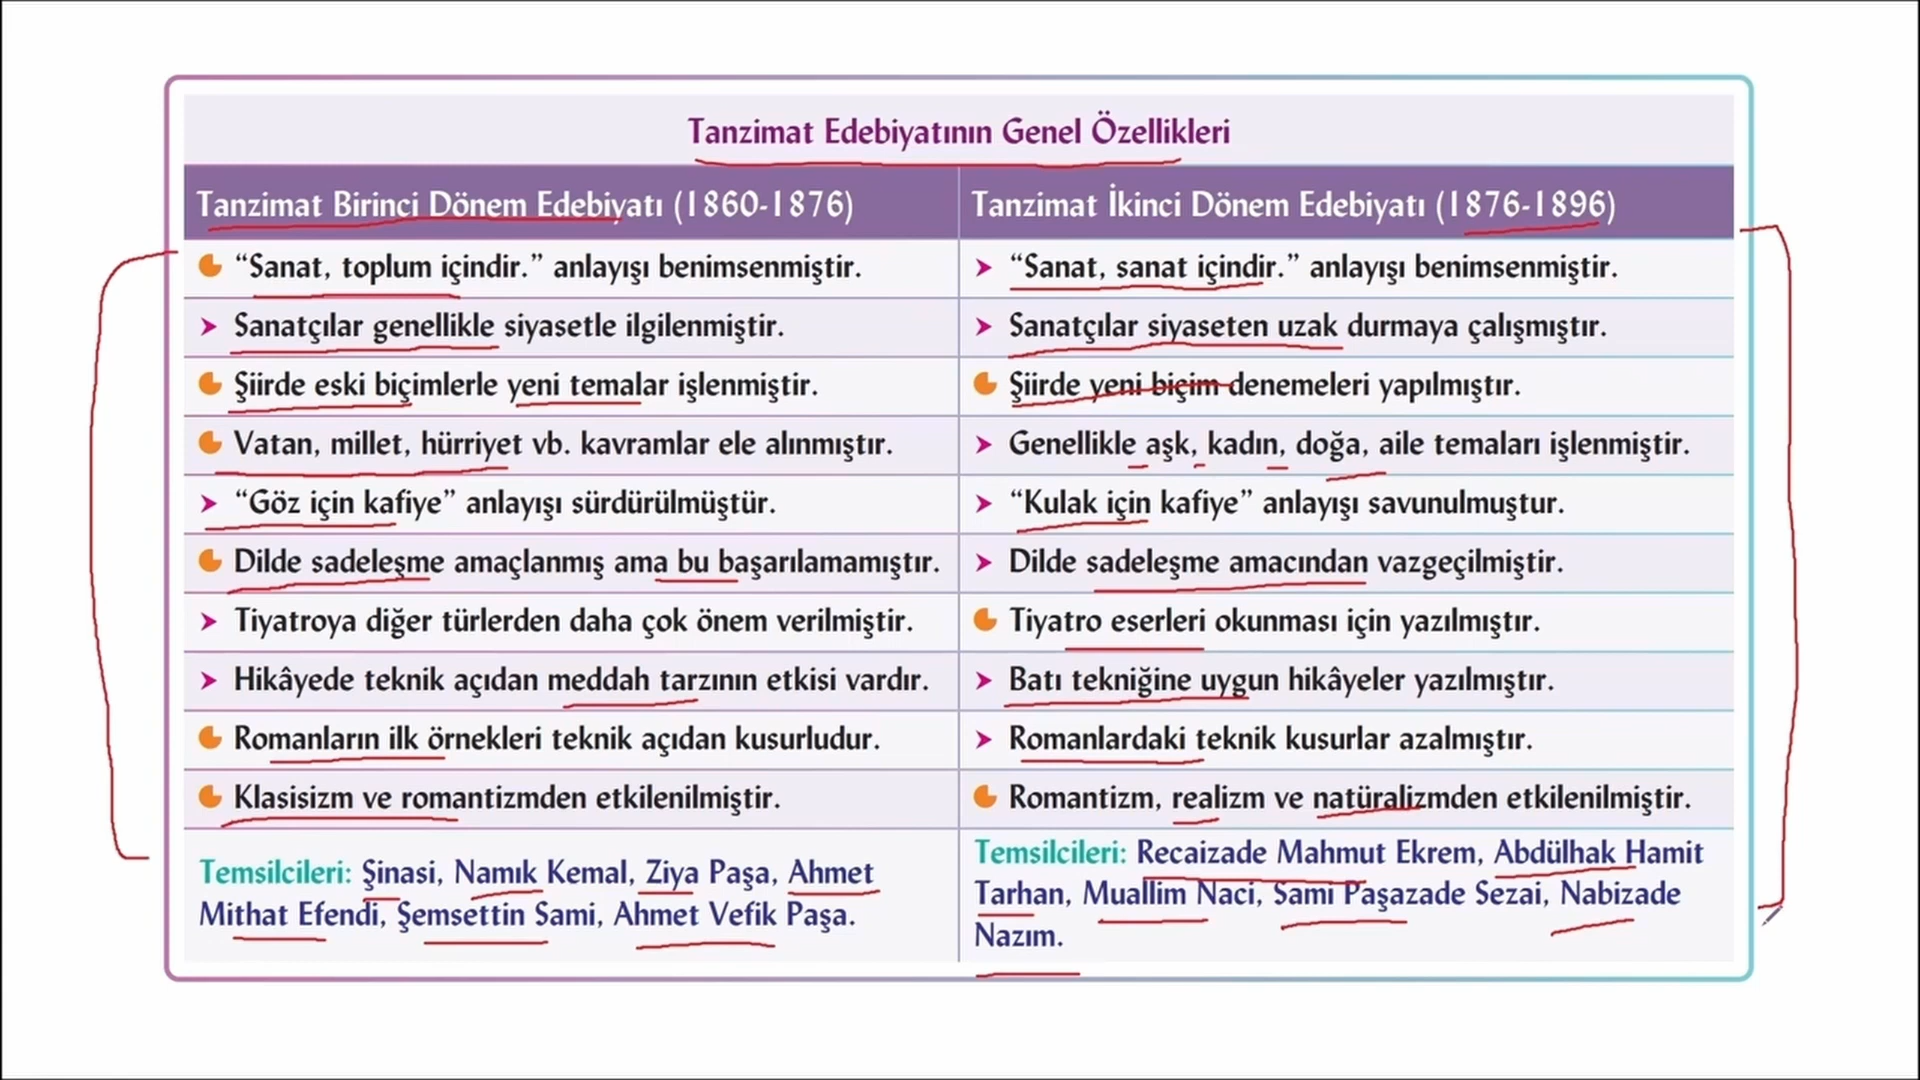 Tanzimat Edebiyatının Genel Özellikleri
Tanzimat Birinci Dönem Edebiyatı (1860-1876)
Tanzimat İkinci Dönem Edebiyatı (1876-1896)
“Sanat, toplum içindir.” anlayışı benimsenmiştir.
“Sanat, sanat içindir.” anlayışı benimsenmiştir.
Sanatçılar genellikle siyasetle ilgilenmiştir.
Sanatçılar siyaseten uzak durmaya çalışmıştır.
Şiirde eski biçimlerle yeni temalar işlenmiştir.
Şiirde yeni biçim denemeleri yapılmıştır.
Vatan, millet, hürriyet vb. kavramlar ele alınmıştır.
Genellikle aşk, kadın, doğa, aile temaları işlenmiştir.
“Göz için kafiye” anlayışı sürdürülmüştür.
“Kulak için kafiye” anlayışı savunulmuştur.
Dilde sadeleşme amaçlanmış ama bu başarılamamıştır.
Dilde sadeleşme amacından vazgeçilmiştir.
Tiyatroya diğer türlerden daha çok önem verilmiştir.
Tiyatro eserleri okunması için yazılmıştır.
Hikâyede teknik açıdan meddah tarzının etkisi vardır.
Batı tekniğine uygun hikâyeler yazılmıştır.
Romanların ilk örnekleri teknik açıdan kusurludur.
Romanlardaki teknik kusurlar azalmıştır.
Klasisizm ve romantizmden etkilenilmiştir.
Romantizm, realizm ve natüralizmden etkilenilmiştir.
Temsilcileri: Şinasi, Namık Kemal, Ziya Paşa, Ahmet
Mithat Efendi, Şemsettin Sami, Ahmet Vefik Paşa.
Temsilcileri: Recaizade Mahmut Ekrem, Abdülhak Hamit
Tarhan, Muallim Naci, Sami Paşazade Sezai, Nabizade
Nazım.